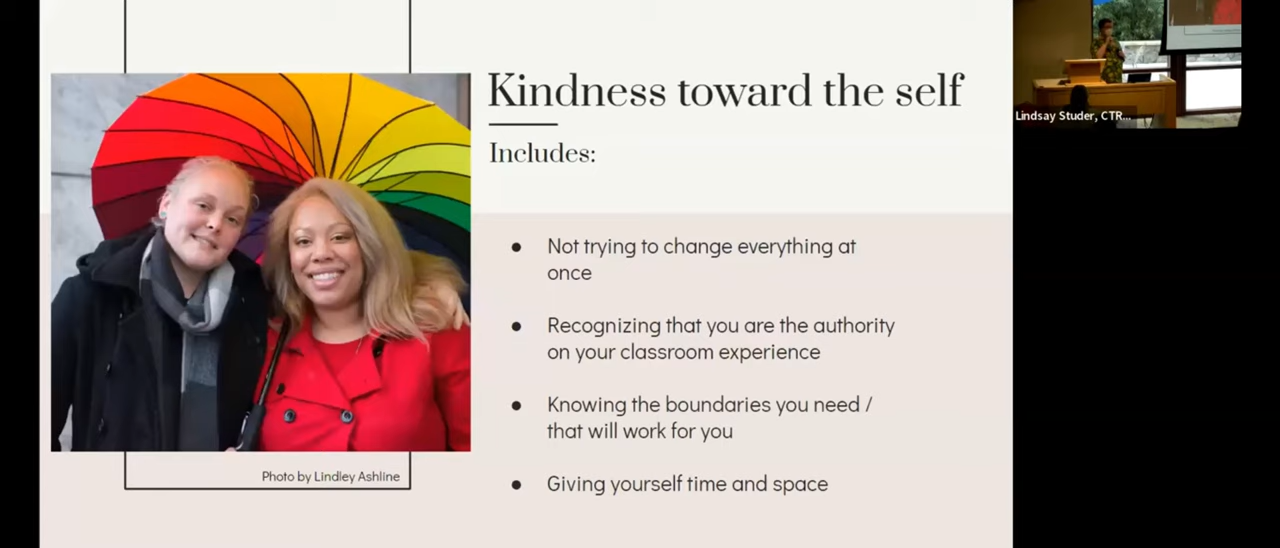 Kindness toward the self
Includes:
● Not trying to change everything at
once
● Recognizing that you are the authority
on your classroom experience
● Knowing the boundaries you need /
that will work for you
● Giving yourself time and space
Photo by Lindley Ashline
Lindsay Studer, CTR...